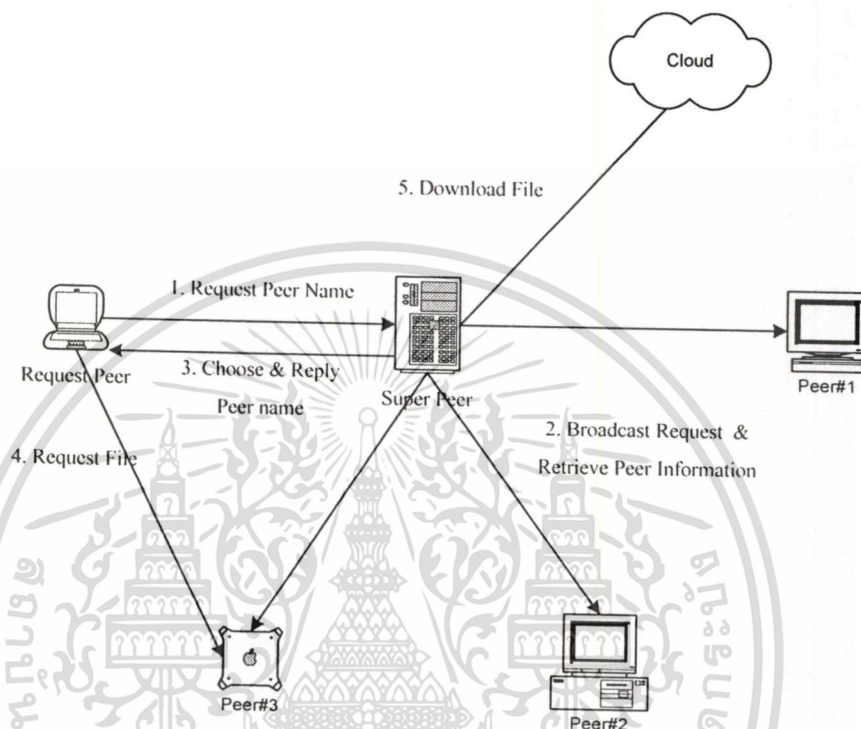 Cloud
5. Download File
1. Request Peer Name
Request Peer
3. Choose & Reply
Peer name
Super Peer
Peer#1
2. Broadcast Request &
Retrieve Peer Information
4. Request File
Peer#3
Peer#2